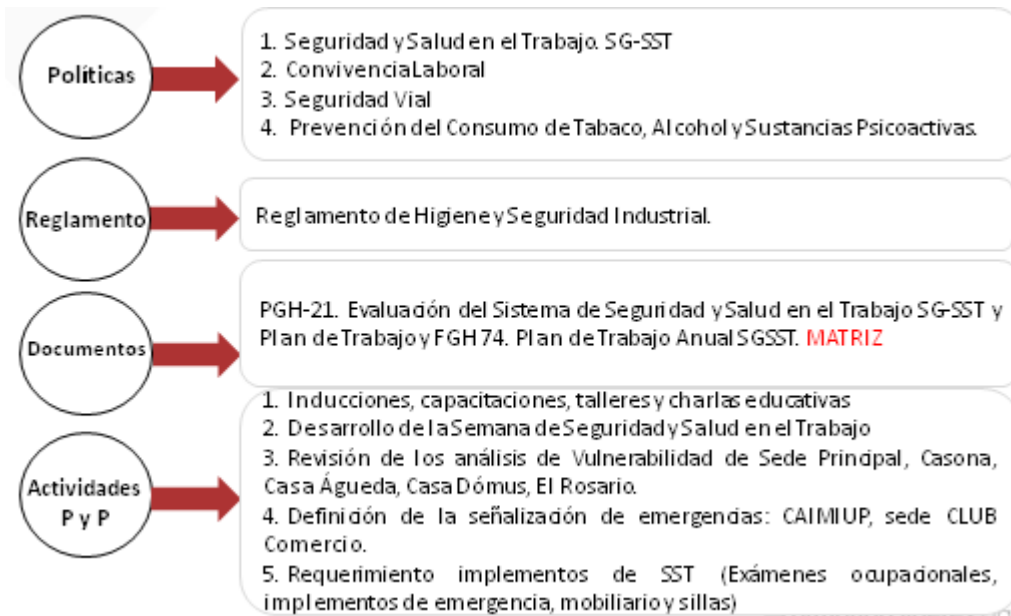 Políticas
1. Seguridad y Salud en el Trabajo. SG-SST
2. Convivencia Laboral
3. Seguridad Vial
4. Prevención del Consumo de Tabaco, Alcohol y Sustancias Psicoactivas.
Reglamento
Reglamento de Higiene y Seguridad Industrial.
Documentos
PGH-21. Evaluación del Sistema de Seguridad y Salud en el Trabajo SG-SST y
Plan de Trabajo y FGH 74. Plan de Trabajo Anual SGSST. MATRIZ
Actividades
P y P
1. Inducciones, capacitaciones, talleres y charlas educativas
2. Desarrollo de la Semana de Seguridad y Salud en el Trabajo
3. Revisión de los análisis de Vulnerabilidad de Sede Principal, Casona,
Casa Águeda, Casa Dómus, El Rosario.
4. Definición de la señalización de emergencias: CAIMIUP, sede CLUB
Comercio.
5. Requerimiento implementos de SST (Exámenes ocupacionales,
implementos de emergencia, mobiliario y sillas)